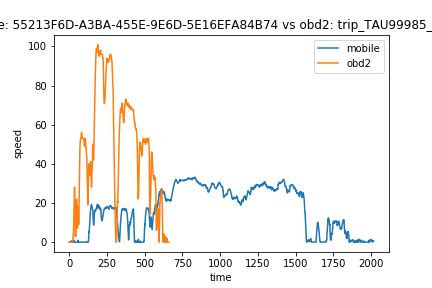 e: 55213F6D-A3BA-455E-9E6D-5E16EFA84B74 vs obd2: trip_TAU99985_
mobile
obd2
speed
100
80
60
40
20
0
0 250 500 750 1000 1250 1500 1750 2000
time